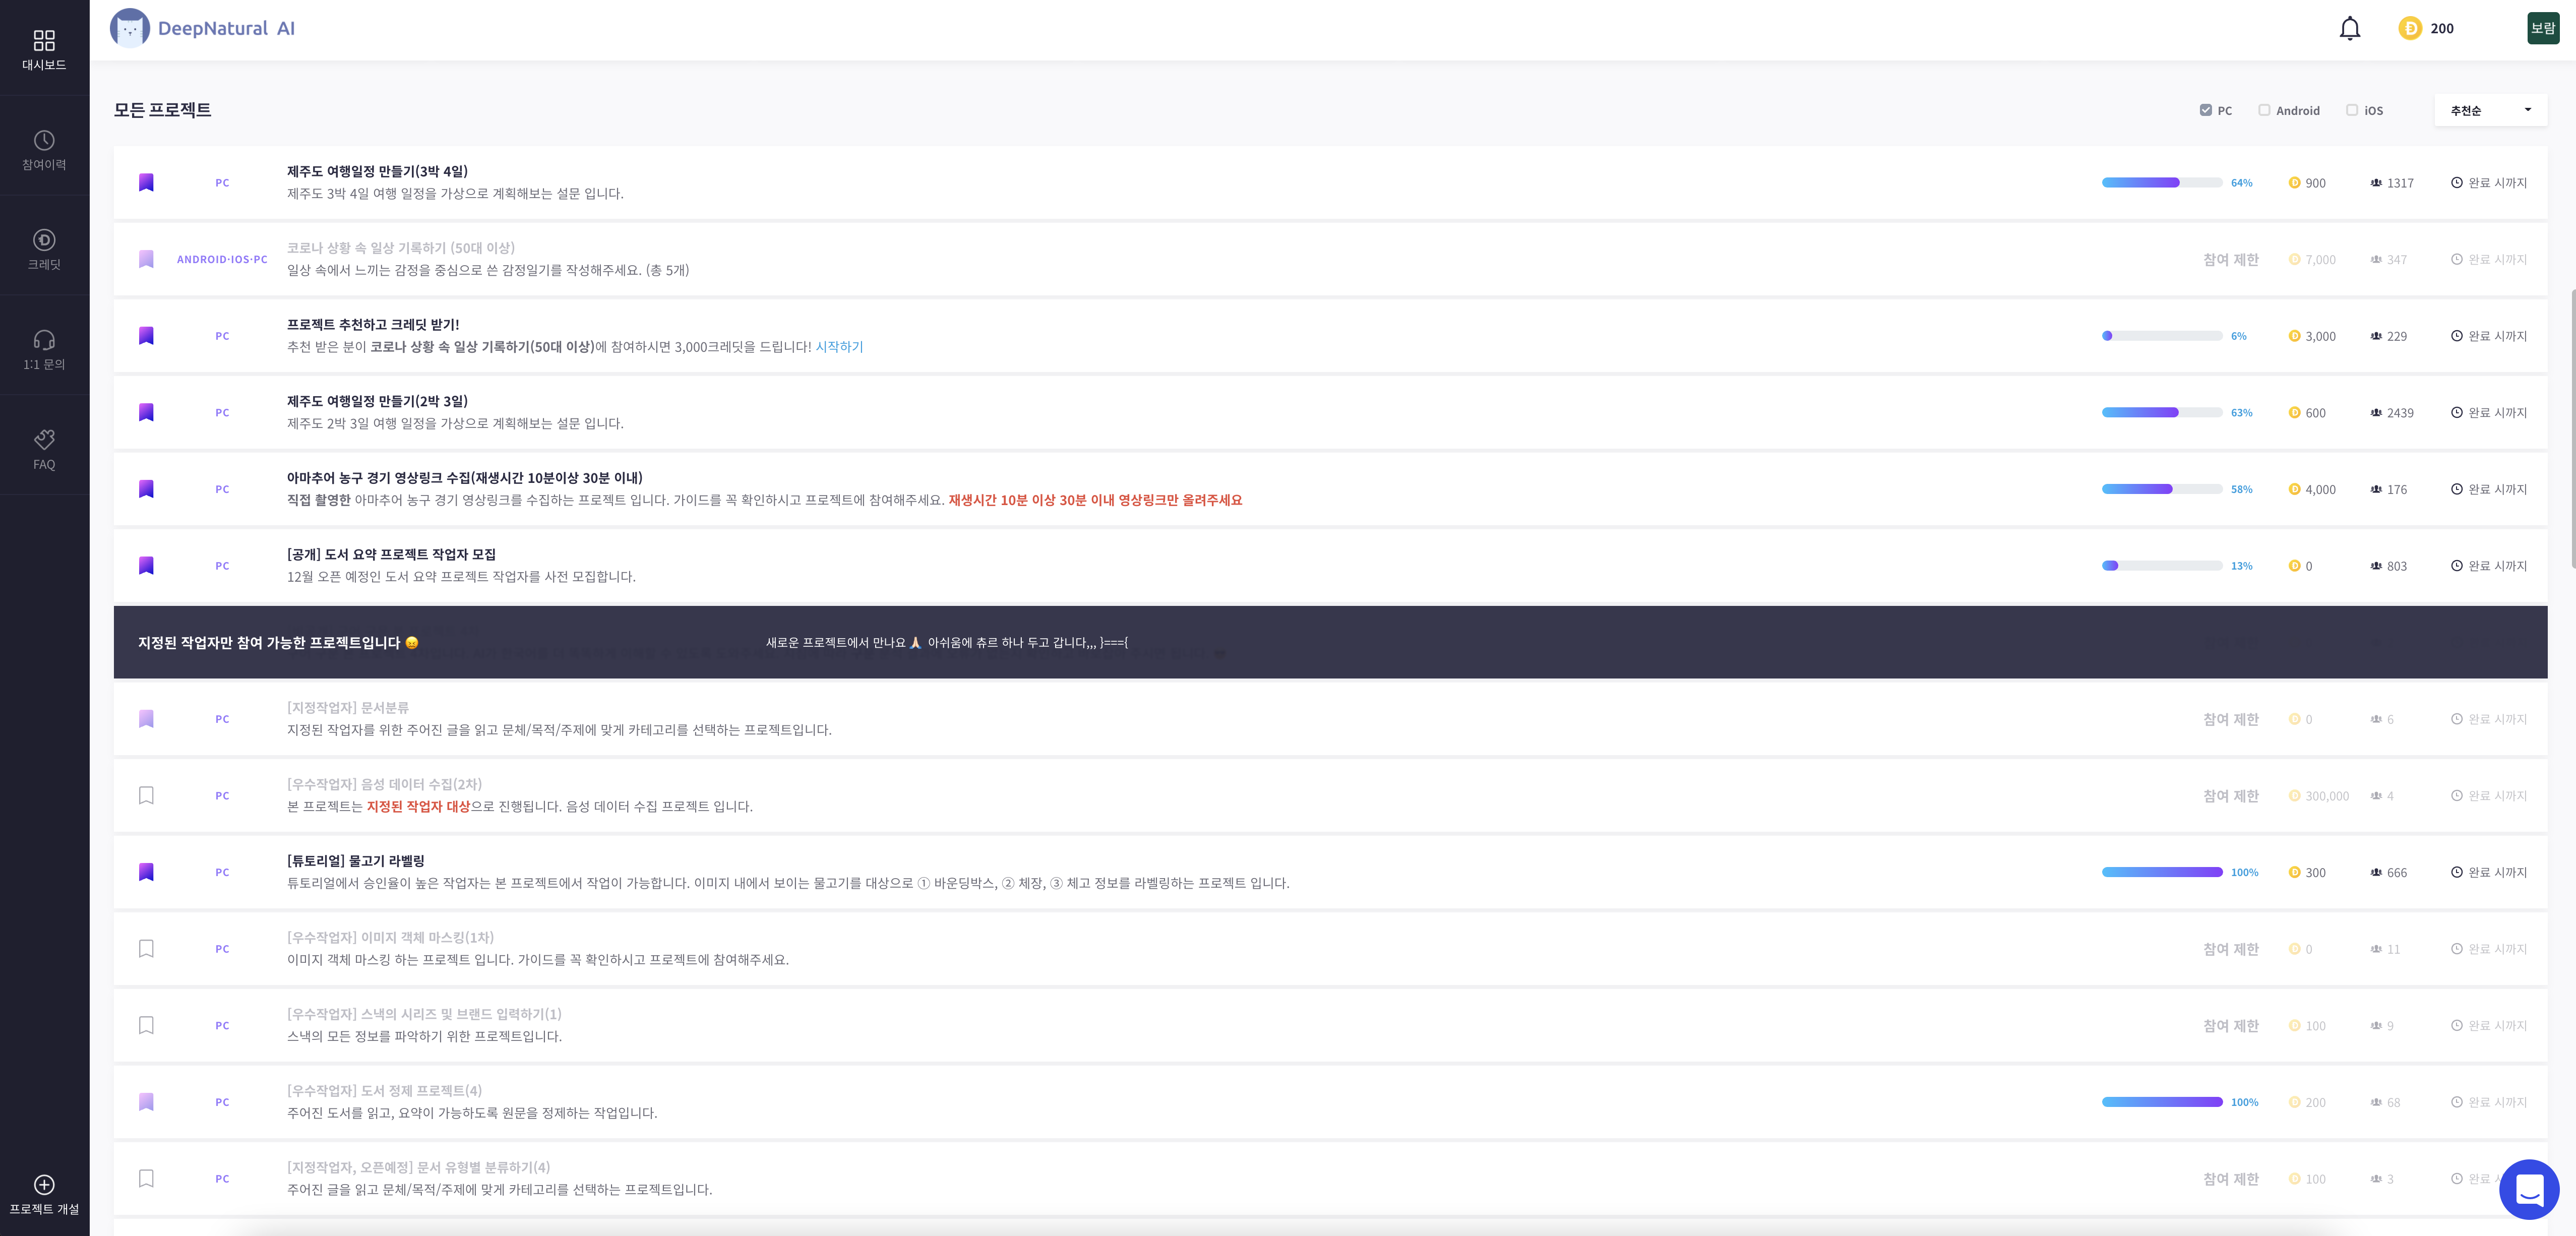 DeepNatural AI
200
보람
대시보드
참여이력
크레딧
1:1 문의
FAQ
프로젝트 개설
모든 프로젝트
PC
Android
iOS
추천순
PC
제주도 여행일정 만들기(3박 4일)
제주도 3박 4일 여행 일정을 가상으로 계획해보는 설문 입니다.
64%
900
1317
완료 시까지
ANDROID·IOS·PC
코로나 상황 속 일상 기록하기 (50대 이상)
일상 속에서 느끼는 감정을 중심으로 쓴 감정일기를 작성해주세요. (총 5개)
참여 제한
7,000
347
완료 시까지
PC
프로젝트 추천하고 크레딧 받기!
추천 받은 분이 코로나 상황 속 일상 기록하기(50대 이상)에 참여하시면 3,000크레딧을 드립니다! 시작하기
6%
3,000
229
완료 시까지
PC
제주도 여행일정 만들기(2박 3일)
제주도 2박 3일 여행 일정을 가상으로 계획해보는 설문 입니다.
63%
600
2439
완료 시까지
PC
아마추어 농구 경기 영상링크 수집(재생시간 10분이상 30분 이내)
직접 촬영한 아마추어 농구 경기 영상링크를 수집하는 프로젝트 입니다. 가이드를 꼭 확인하시고 프로젝트에 참여해주세요. 재생시간 10분 이상 30분 이내 영상링크만 올려주세요
58%
4,000
176
완료 시까지
PC
[공개] 도서 요약 프로젝트 작업자 모집
12월 오픈 예정인 도서 요약 프로젝트 작업자를 사전 모집합니다.
13%
0
803
완료 시까지
지정된 작업자만 참여 가능한 프로젝트입니다 😖
새로운 프로젝트에서 만나요 🙏🏻 아쉬움에 츄르 하나 두고 갑니다,,, }==={
PC
[지정작업자] 문서분류
지정된 작업자를 위한 주어진 글을 읽고 문체/목적/주제에 맞게 카테고리를 선택하는 프로젝트입니다.
참여 제한
0
6
완료 시까지
PC
[우수작업자] 음성 데이터 수집(2차)
본 프로젝트는 지정된 작업자 대상으로 진행됩니다. 음성 데이터 수집 프로젝트 입니다.
참여 제한
300,000
4
완료 시까지
PC
[튜토리얼] 물고기 라벨링
튜토리얼에서 승인율이 높은 작업자는 본 프로젝트에서 작업이 가능합니다. 이미지 내에서 보이는 물고기를 대상으로 ① 바운딩박스, ② 체장, ③ 체고 정보를 라벨링하는 프로젝트 입니다.
100%
300
666
완료 시까지
PC
[우수작업자] 이미지 객체 마스킹(1차)
이미지 객체 마스킹 하는 프로젝트 입니다. 가이드를 꼭 확인하시고 프로젝트에 참여해주세요.
참여 제한
0
11
완료 시까지
PC
[우수작업자] 스낵의 시리즈 및 브랜드 입력하기(1)
스낵의 모든 정보를 파악하기 위한 프로젝트입니다.
참여 제한
100
9
완료 시까지
PC
[우수작업자] 도서 정제 프로젝트(4)
주어진 도서를 읽고, 요약이 가능하도록 원문을 정제하는 작업입니다.
100%
200
68
완료 시까지
PC
[지정작업자, 오픈예정] 문서 유형별 분류하기(4)
주어진 글을 읽고 문체/목적/주제에 맞게 카테고리를 선택하는 프로젝트입니다.
참여 제한
100
3
완료